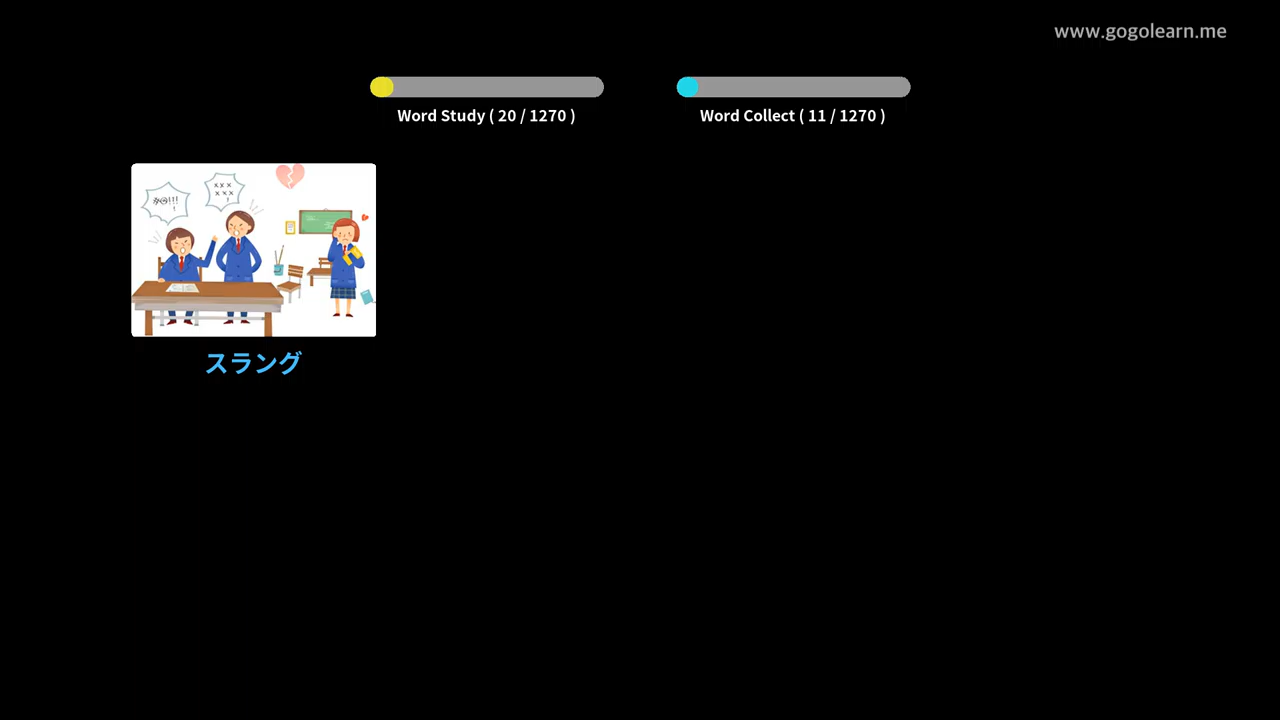 www.gogolearn.me
Word Study ( 20 / 1270 )
Word Collect ( 11 / 1270 )
x x x
x x x
!
スラング